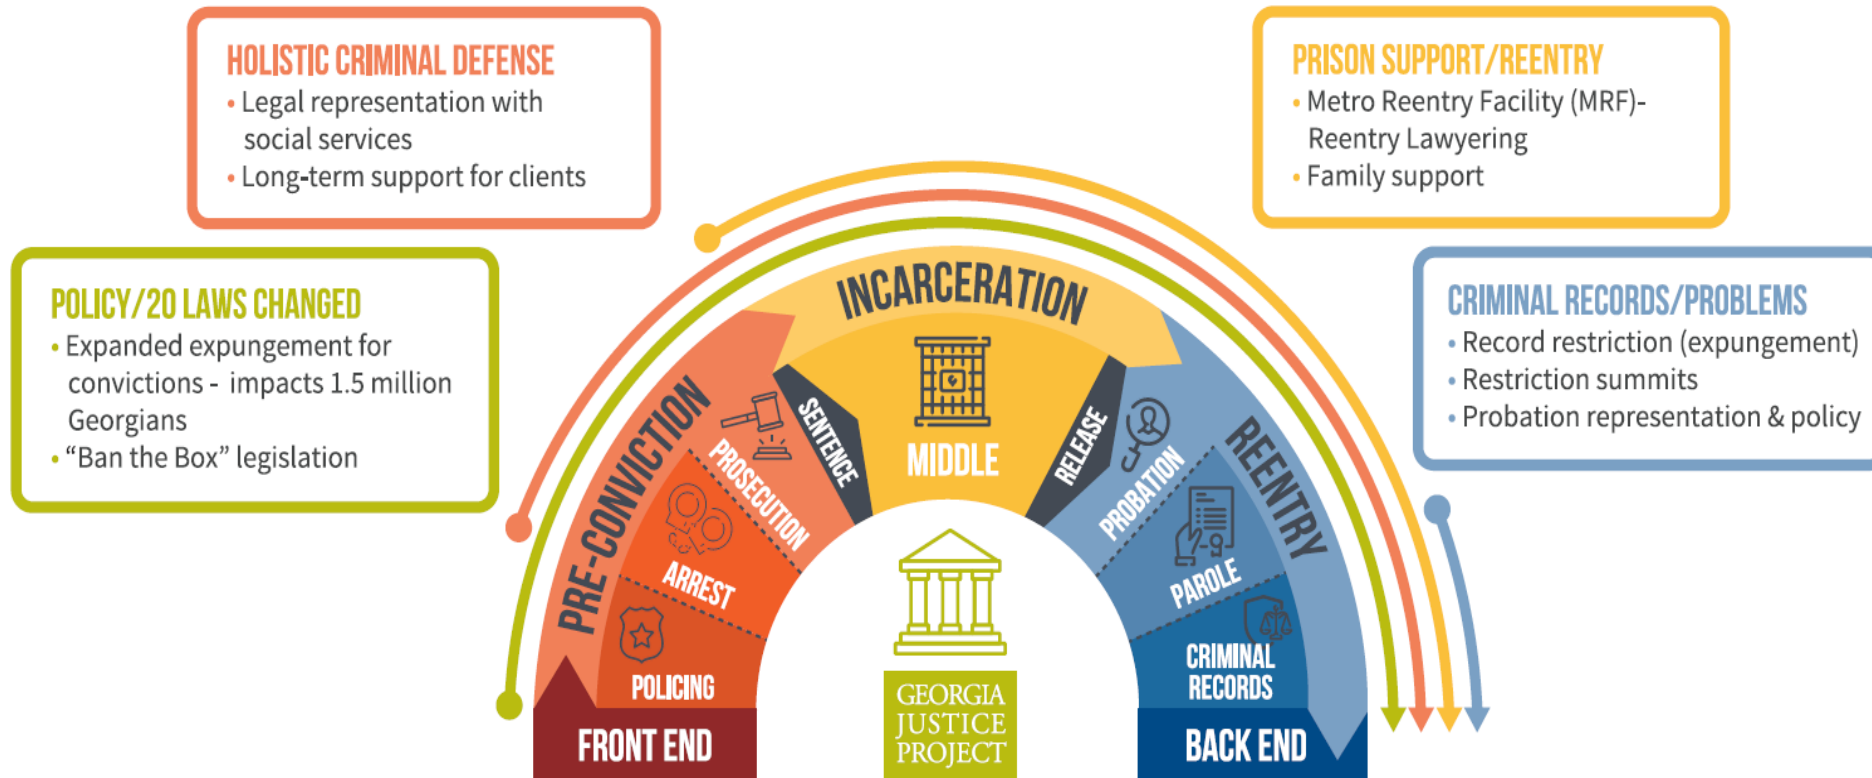 HOLISTIC CRIMINAL DEFENSE
• Legal representation with
social services
• Long-term support for clients
PRISON SUPPORT/REENTRY
• Metro Reentry Facility (MRF)-
Reentry Lawyering
• Family support
POLICY/20 LAWS CHANGED
• Expanded expungement for
convictions - impacts 1.5 million
Georgians
• “Ban the Box” legislation
CRIMINAL RECORDS/PROBLEMS
• Record restriction (expungement)
• Restriction summits
• Probation representation & policy
PRE-CONVICTION
INCARCERATION
REENTRY
POLICING
ARREST
PROSECUTION
SENTENCE
MIDDLE
RELEASE
PROBATION
PAROLE
CRIMINAL
RECORDS
FRONT END
GEORGIA
JUSTICE
PROJECT
BACK END